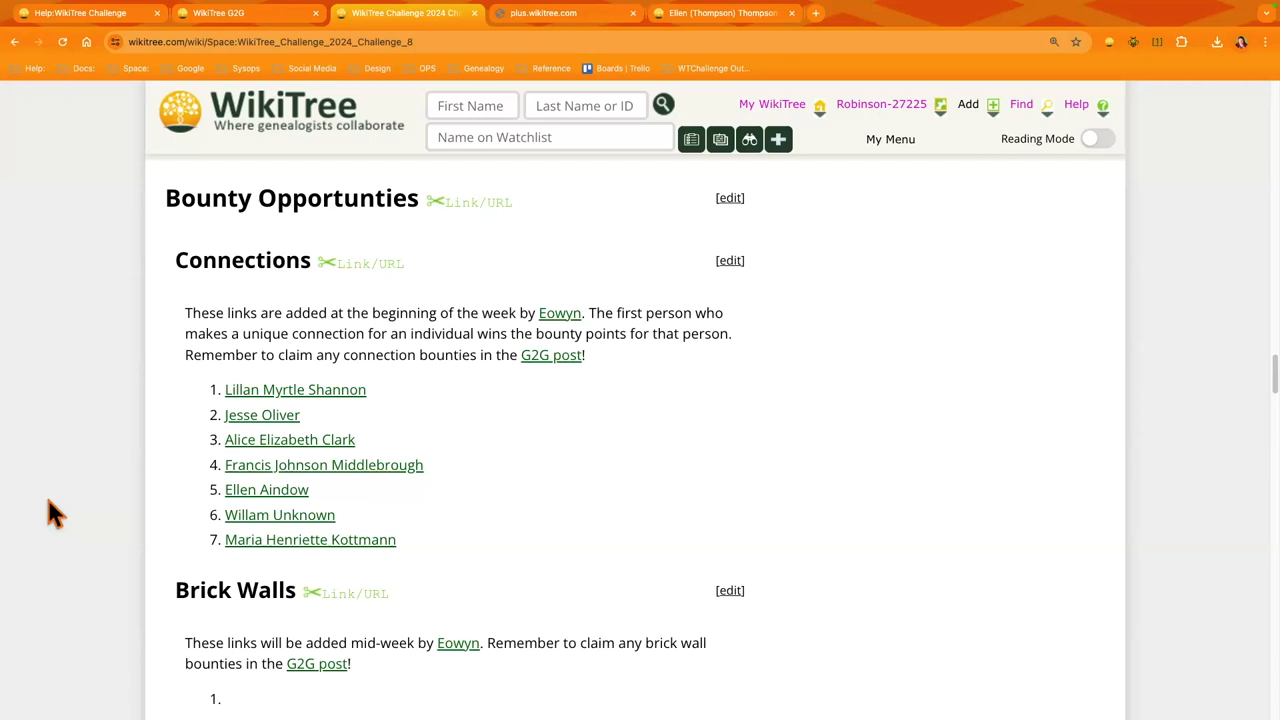 Help:WikiTree Challenge
WikiTree G2G
WikiTree Challenge 2024 Ch
plus.wikitree.com
Ellen (Thompson) Thompson
wikitree.com/wiki/Space:WikiTree_Challenge_2024_Challenge_8
Help: Docs: Space: Google Sysops Social Media Design OPS Genealogy Reference Boards | Trello WTChallenge Out...
WikiTree
Where genealogists collaborate
First Name
Last Name or ID
My WikiTree Robinson-27225 Add Find Help
Name on Watchlist
My Menu
Reading Mode
Bounty Opportunties Link/URL [edit]
Connections Link/URL [edit]
These links are added at the beginning of the week by Eowyn. The first person who
makes a unique connection for an individual wins the bounty points for that person.
Remember to claim any connection bounties in the G2G post!
1. Lillan Myrtle Shannon
2. Jesse Oliver
3. Alice Elizabeth Clark
4. Francis Johnson Middlebrough
5. Ellen Aindow
6. Willam Unknown
7. Maria Henriette Kottmann
Brick Walls Link/URL [edit]
These links will be added mid-week by Eowyn. Remember to claim any brick wall
bounties in the G2G post!
1.